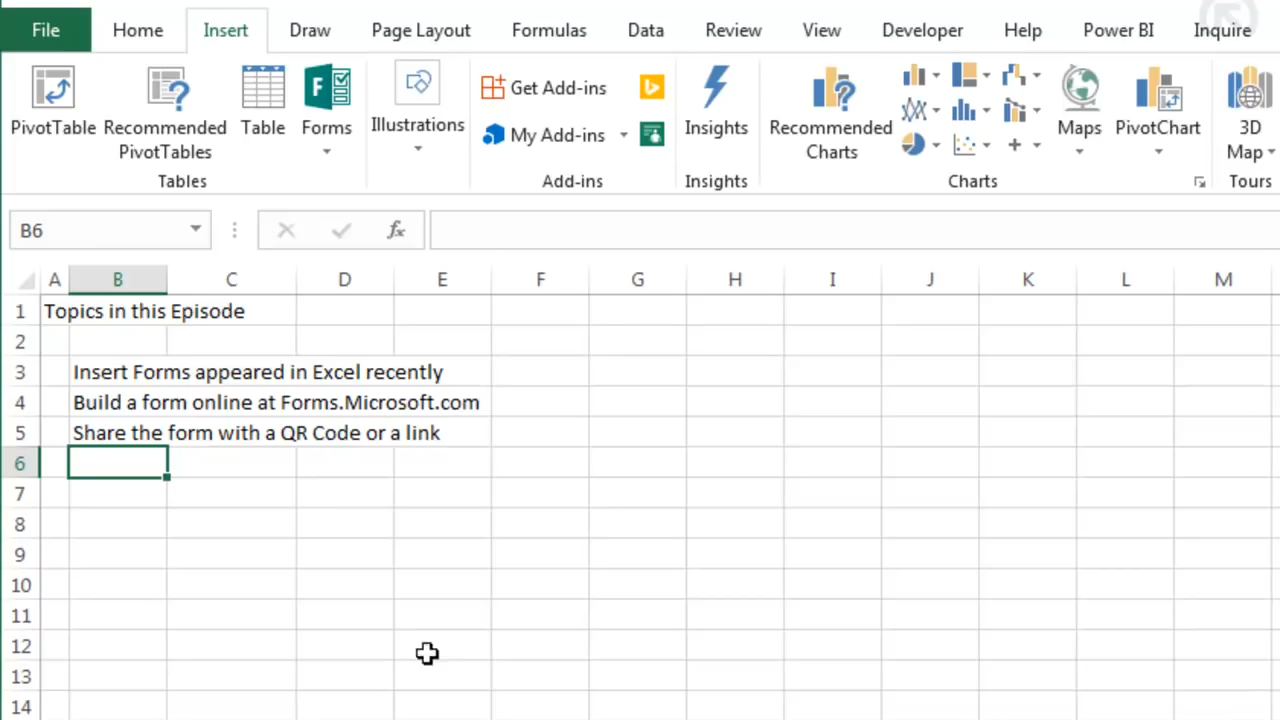 File Home Insert Draw Page Layout Formulas Data Review View Developer Help Power BI Inquire
PivotTable Recommended PivotTables Table Forms
Tables
Illustrations
Get Add-ins
My Add-ins
Add-ins
Insights
Insights
Recommended Charts
Maps PivotChart
Charts
3D Map
Tours
B6 fx
A B C D E F G H I J K L M
1 Topics in this Episode
2
3 Insert Forms appeared in Excel recently
4 Build a form online at Forms.Microsoft.com
5 Share the form with a QR Code or a link
6
7
8
9
10
11
12
13
14